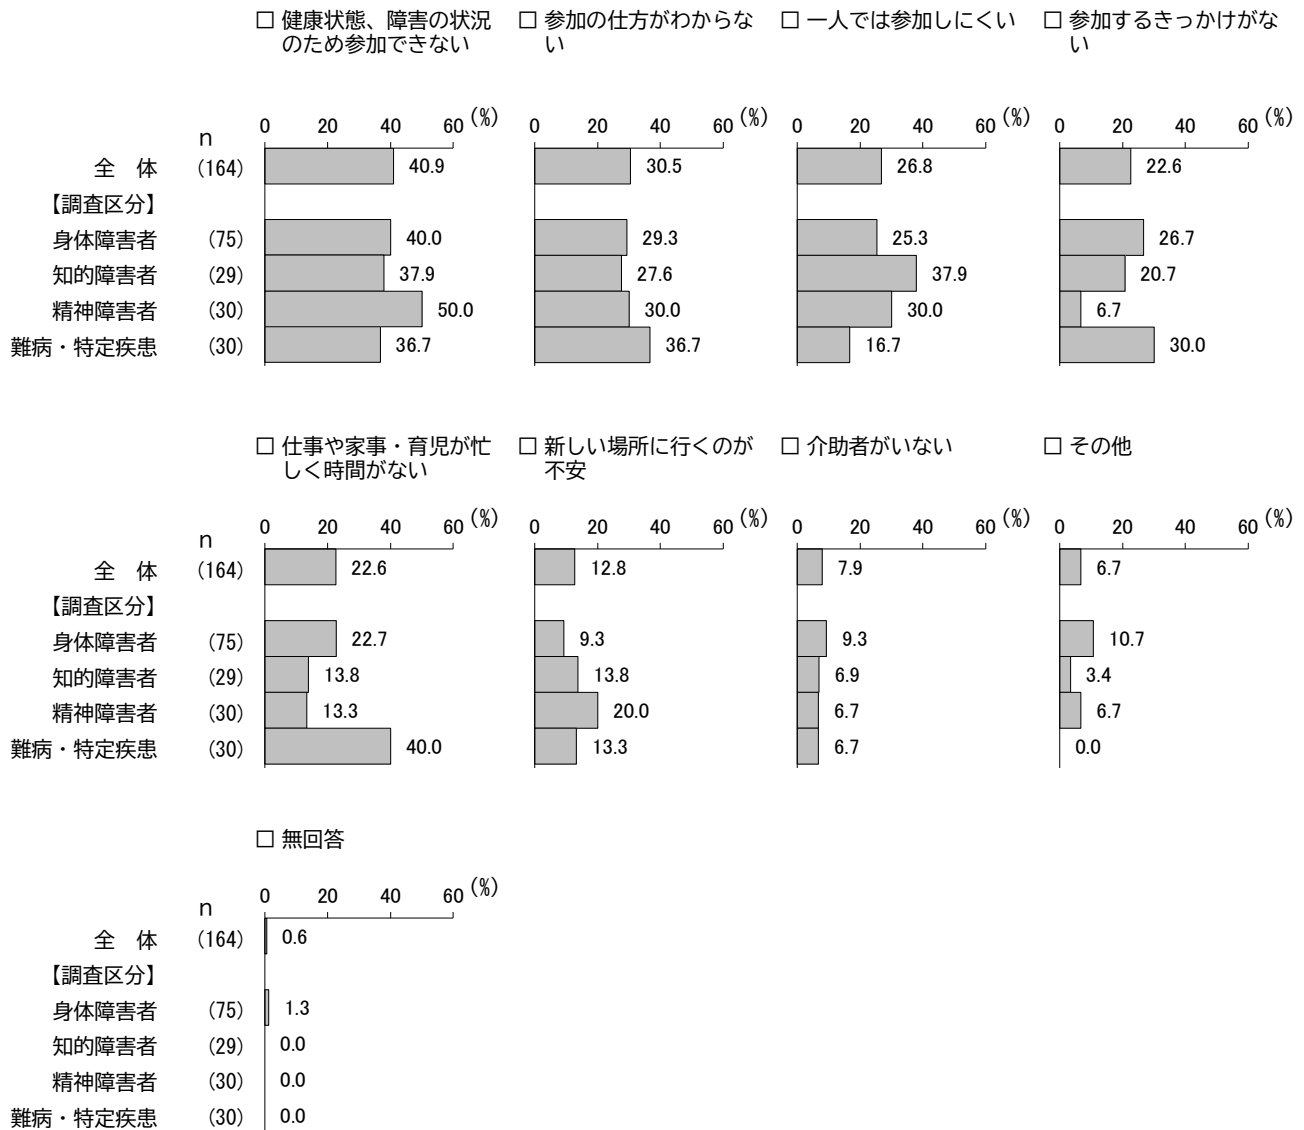 □ 健康状態、障害の状況のため参加できない
□ 参加の仕方がわからない
□ 一人では参加しにくい
□ 参加するきっかけがない
n 0 20 40 60 (%) 0 20 40 60 (%) 0 20 40 60 (%) 0 20 40 60 (%)
全 体 (164) 40.9 30.5 26.8 22.6
【調査区分】
身体障害者 (75) 40.0 29.3 25.3 26.7
知的障害者 (29) 37.9 27.6 37.9 20.7
精神障害者 (30) 50.0 30.0 30.0 6.7
難病・特定疾患 (30) 36.7 36.7 16.7 30.0
□ 仕事や家事・育児が忙しく時間がない
□ 新しい場所に行くのが不安
□ 介助者がいない
□ その他
n 0 20 40 60 (%) 0 20 40 60 (%) 0 20 40 60 (%) 0 20 40 60 (%)
全 体 (164) 22.6 12.8 7.9 6.7
【調査区分】
身体障害者 (75) 22.7 9.3 9.3 10.7
知的障害者 (29) 13.8 13.8 6.9 3.4
精神障害者 (30) 13.3 20.0 6.7 6.7
難病・特定疾患 (30) 40.0 13.3 6.7 0.0
□ 無回答
n 0 20 40 60 (%)
全 体 (164) 0.6
【調査区分】
身体障害者 (75) 1.3
知的障害者 (29) 0.0
精神障害者 (30) 0.0
難病・特定疾患 (30) 0.0